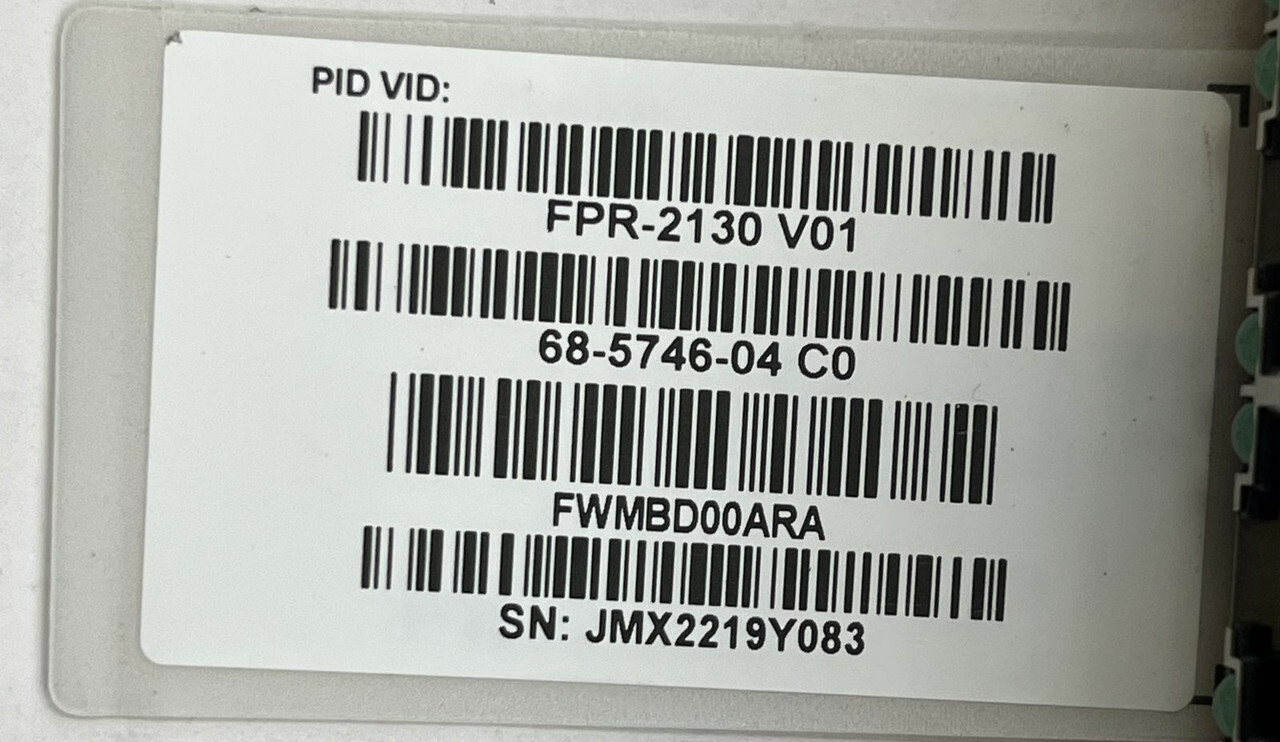 PID VID:
FPR-2130 V01
68-5746-04 C0
FWMBD00ARA
SN: JMX2219Y083